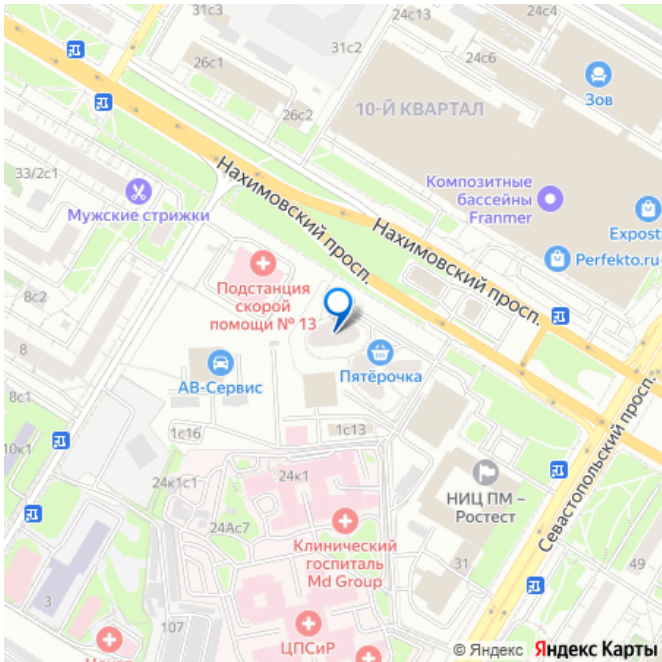 31с3
24с12
31с2
26с1
24с6
Зов
10-Й КВАРТАЛ
26с2
33/2с1
Нахимовский просп.
Композитные
бассейны
Franmer
Мужские стрижки
Нахимовский просп.
Expost
Perfekto.ru
Подстанция
скорой
помощи № 13
8с2
8
Пятёрочка
АВ-Сервис
8с1
1с16
1с13
10к1
Севастопольский просп.
24к1с1
24к1
НИЦ ПМ –
Ростест
24Ас7
Клинический
госпиталь
Md Group
31
49
3
107
ЦПСиР
© Яндекс Яндекс Карты